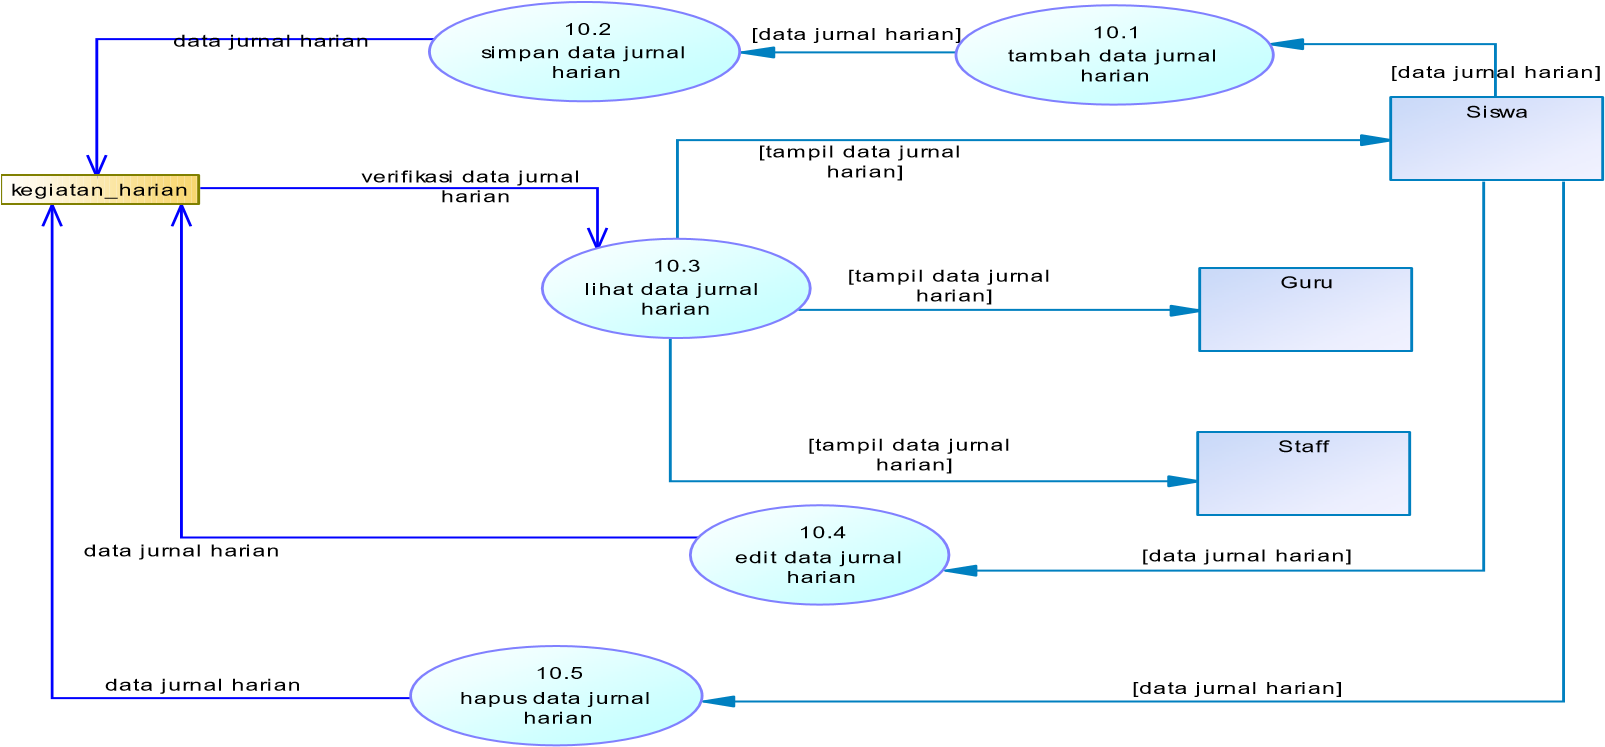 10.2
simpan data jurnal
harian
[data jurnal harian]
10.1
tambah data jurnal
harian
data jurnal harian
[data jurnal harian]
Siswa
kegiatan_harian
verifikasi data jurnal
harian
[tampil data jurnal
harian]
10.3
lihat data jurnal
harian
[tampil data jurnal
harian]
Guru
[tampil data jurnal
harian]
Staff
10.4
edit data jurnal
harian
data jurnal harian
[data jurnal harian]
10.5
hapus data jurnal
harian
data jurnal harian
[data jurnal harian]